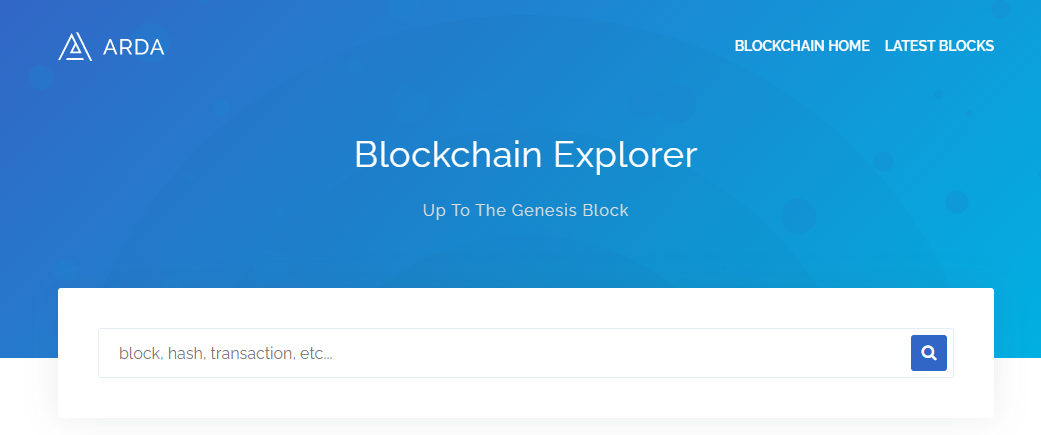 ARDA
BLOCKCHAIN HOME LATEST BLOCKS
Blockchain Explorer
Up To The Genesis Block
block, hash, transaction, etc...